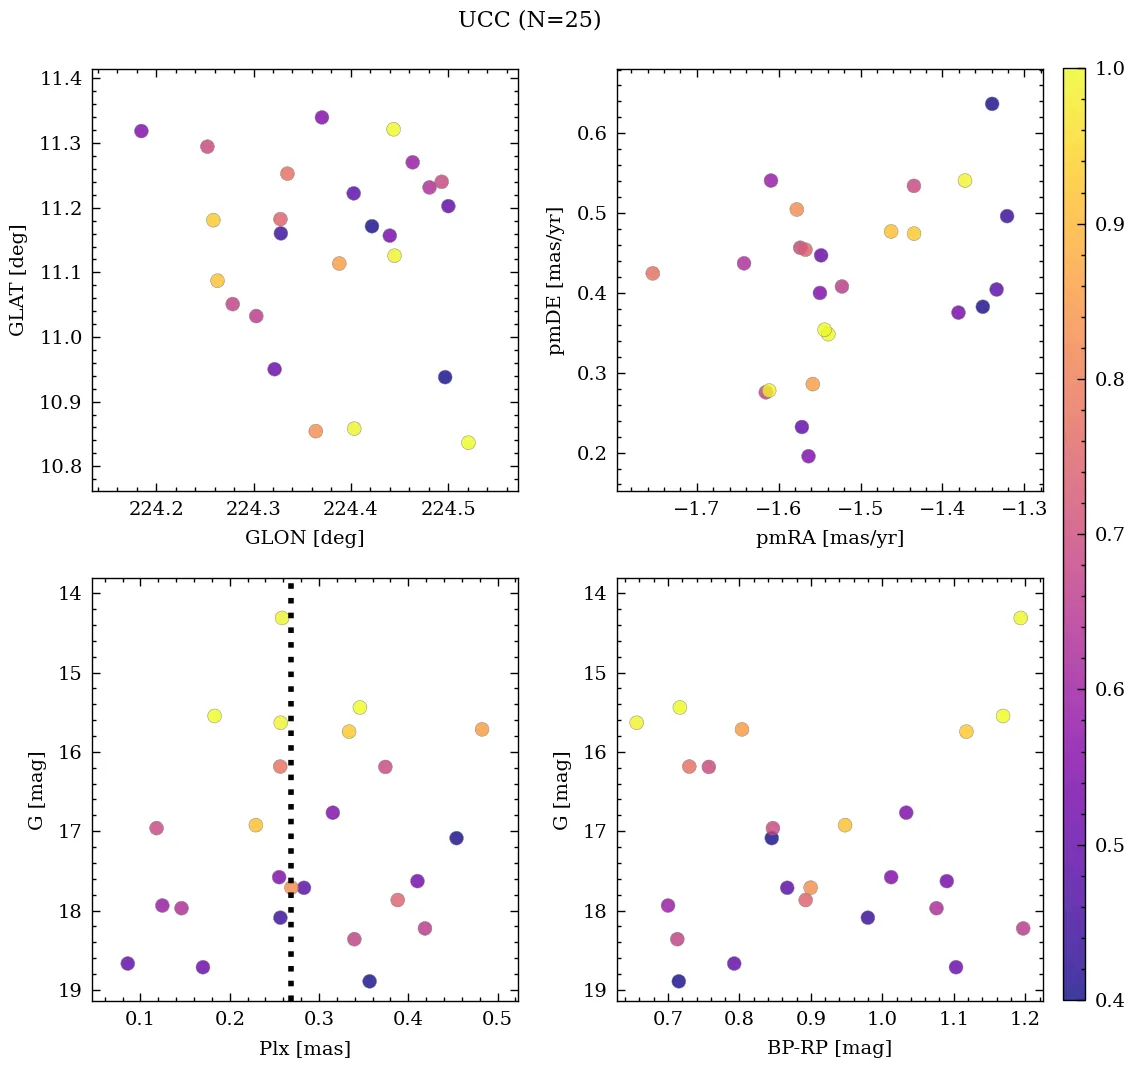 UCC (N=25)
11.4
11.3
11.2
11.1
11.0
10.9
10.8
GLAT [deg]
224.2 224.3 224.4 224.5
GLON [deg]
0.6
0.5
0.4
0.3
0.2
pmDE [mas/yr]
−1.7 −1.6 −1.5 −1.4 −1.3
pmRA [mas/yr]
14
15
16
17
18
19
G [mag]
0.1 0.2 0.3 0.4 0.5
Plx [mas]
14
15
16
17
18
19
G [mag]
0.7 0.8 0.9 1.0 1.1 1.2
BP-RP [mag]
1.0
0.9
0.8
0.7
0.6
0.5
0.4